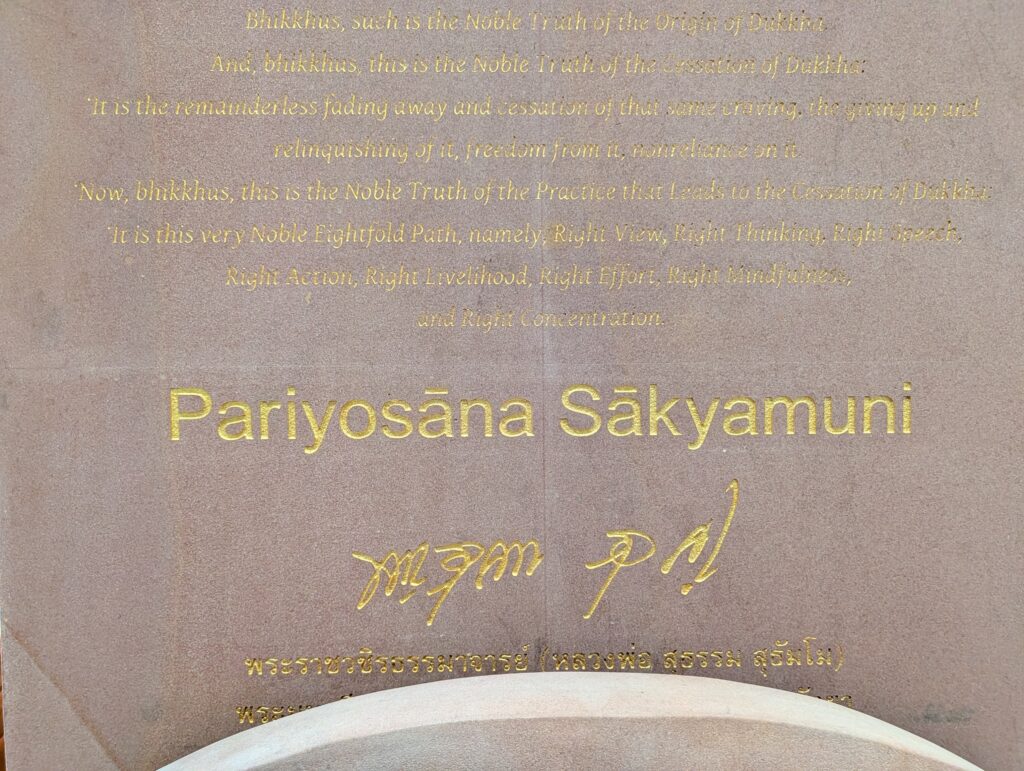 Bhikkhus, such is the Noble Truth of the Origin of Dukkha.
And, bhikkhus, this is the Noble Truth of the Cessation of Dukkha:
'It is the remainderless fading away and cessation of that same craving, the giving up and
relinquishing of it, freedom from it, nonreliance on it.
'Now, bhikkhus, this is the Noble Truth of the Practice that Leads to the Cessation of Dukkha:
'It is this very Noble Eightfold Path, namely, Right View, Right Thinking, Right Speech,
Right Action, Right Livelihood, Right Effort, Right Mindfulness,
and Right Concentration.
Pariyosāna Sākyamuni
พระราชวชิรธรรมาจารย์ (หลวงพ่อ สุธรรม สุธัมโม)